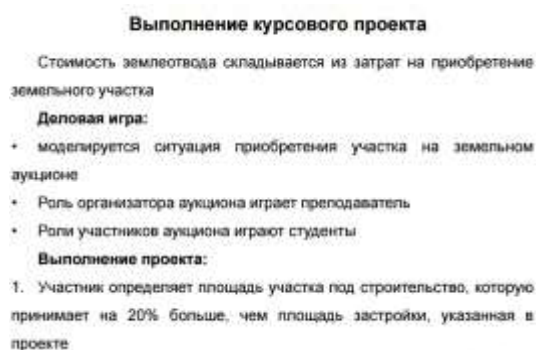 Выполнение курсового проекта
Стоимость землеотвода складывается из затрат на приобретение
земельного участка
Деловая игра:
• моделируется ситуация приобретения участка на земельном
аукционе
• Роль организатора аукциона играет преподаватель
• Роли участников аукциона играют студенты
Выполнение проекта:
1. Участник определяет площадь участка под строительство, которую
принимает на 20% больше, чем площадь застройки, указанная в
проекте